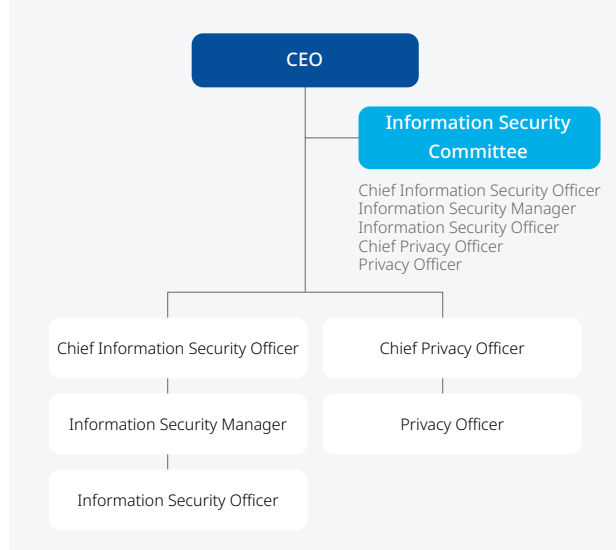 CEO
Information Security
Committee
Chief Information Security Officer
Information Security Manager
Information Security Officer
Chief Privacy Officer
Privacy Officer
Chief Information Security Officer
Chief Privacy Officer
Information Security Manager
Privacy Officer
Information Security Officer